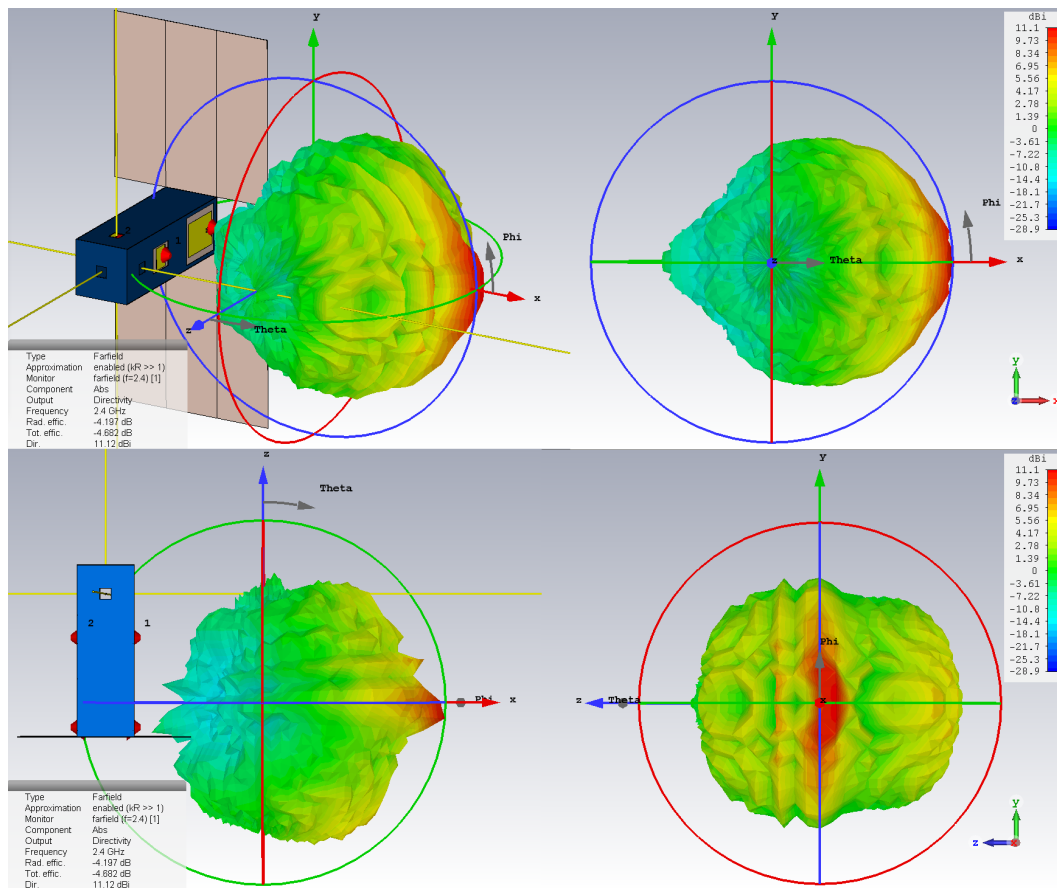 y
2
1
Phi
x
z
Theta
Type Farfield
Approximation enabled (kR >> 1)
Monitor farfield (f=2.4) [1]
Component Abs
Output Directivity
Frequency 2.4 GHz
Rad. effic. -4.197 dB
Tot. effic. -4.682 dB
Dir. 11.12 dBi
y
Phi
z
Theta
x
dBi
11.1
9.73
8.34
6.95
5.56
4.17
2.78
1.39
0
-3.61
-7.22
-10.8
-14.4
-18.1
-21.7
-25.3
-28.9
y
z
x
z
Theta
2
1
Phi
x
Type Farfield
Approximation enabled (kR >> 1)
Monitor farfield (f=2.4) [1]
Component Abs
Output Directivity
Frequency 2.4 GHz
Rad. effic. -4.197 dB
Tot. effic. -4.682 dB
Dir. 11.12 dBi
y
Phi
z
Theta
x
dBi
11.1
9.73
8.34
6.95
5.56
4.17
2.78
1.39
0
-3.61
-7.22
-10.8
-14.4
-18.1
-21.7
-25.3
-28.9
y
z
x